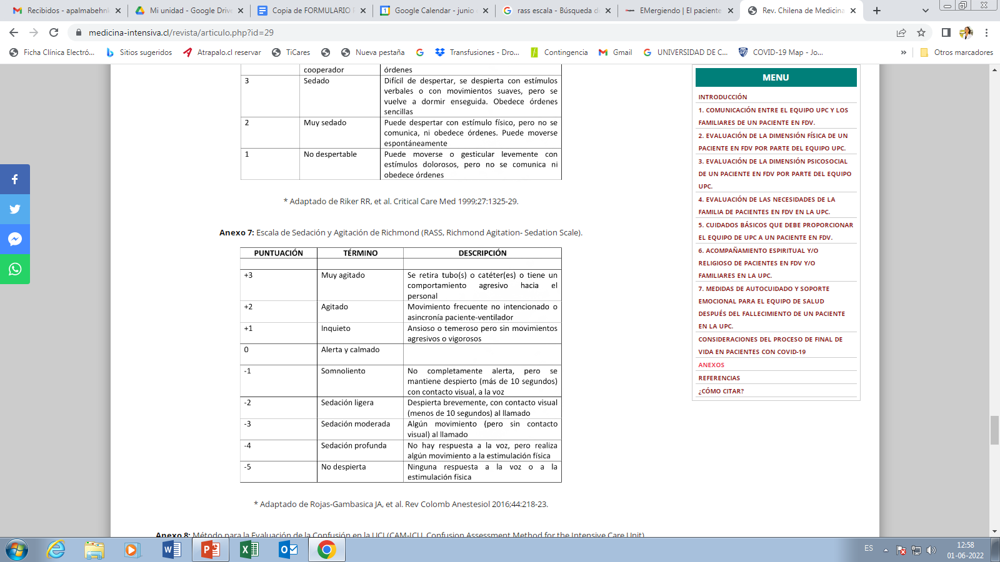 Recibidos - apalmabehnk
Mi unidad - Google Drive
Copia de FORMULARIO
Google Calendar - junio
rass escala - Búsqueda d
EMergiendo | El paciente
Rev. Chilena de Medicina
medicina-intensiva.cl/revista/articulo.php?id=29
Ficha Clínica Electró...
Sitios sugeridos
Atrapalo.cl reservar
TiCares
Nueva pestaña
Transfusiones - Dro...
Contingencia
Gmail
UNIVERSIDAD DE C...
COVID-19 Map - Jo...
»
Otros marcadores
cooperador
órdenes
3
Sedado
Difícil de despertar, se despierta con estímulos
verbales o con movimientos suaves, pero se
vuelve a dormir enseguida. Obedece órdenes
sencillas
2
Muy sedado
Puede despertar con estímulo físico, pero no se
comunica, ni obedece órdenes. Puede moverse
espontáneamente
1
No despertable
Puede moverse o gesticular levemente con
estímulos dolorosos, pero no se comunica ni
obedece órdenes
* Adaptado de Riker RR, et al. Critical Care Med 1999;27:1325-29.
Anexo 7: Escala de Sedación y Agitación de Richmond (RASS, Richmond Agitation- Sedation Scale).
PUNTUACIÓN
TÉRMINO
DESCRIPCIÓN
+3
Muy agitado
Se retira tubo(s) o catéter(es) o tiene un
comportamiento agresivo hacia el
personal
+2
Agitado
Movimiento frecuente no intencionado o
asincronía paciente-ventilador
+1
Inquieto
Ansioso o temeroso pero sin movimientos
agresivos o vigorosos
0
Alerta y calmado
-1
Somnoliento
No completamente alerta, pero se
mantiene despierto (más de 10 segundos)
con contacto visual, a la voz
-2
Sedación ligera
Despierta brevemente, con contacto visual
(menos de 10 segundos) al llamado
-3
Sedación moderada
Algún movimiento (pero sin contacto
visual) al llamado
-4
Sedación profunda
No hay respuesta a la voz, pero realiza
algún movimiento a la estimulación física
-5
No despierta
Ninguna respuesta a la voz o a la
estimulación física
* Adaptado de Rojas-Gambasica JA, et al. Rev Colomb Anestesiol 2016;44:218-23.
Anexo 8: Método para la Evaluación de la Confusión en la UCI (CAM-ICU, Confusion Assessment Method for the Intensive Care Unit)
MENU
INTRODUCCIÓN
1. COMUNICACIÓN ENTRE EL EQUIPO UPC Y LOS
FAMILIARES DE UN PACIENTE EN FDV.
2. EVALUACIÓN DE LA DIMENSIÓN FÍSICA DE UN
PACIENTE EN FDV POR PARTE DEL EQUIPO UPC.
3. EVALUACIÓN DE LA DIMENSIÓN PSICOSOCIAL
DE UN PACIENTE EN FDV POR PARTE DEL EQUIPO
UPC.
4. EVALUACIÓN DE LAS NECESIDADES DE LA
FAMILIA DE PACIENTES EN FDV EN LA UPC.
5. CUIDADOS BÁSICOS QUE DEBE PROPORCIONAR
EL EQUIPO DE UPC A UN PACIENTE EN FDV.
6. ACOMPAÑAMIENTO ESPIRITUAL Y/O
RELIGIOSO DE PACIENTES EN FDV Y/O
FAMILIARES EN LA UPC.
7. MEDIDAS DE AUTOCUIDADO Y SOPORTE
EMOCIONAL PARA EL EQUIPO DE SALUD
DESPUÉS DEL FALLECIMIENTO DE UN PACIENTE
EN LA UPC.
CONSIDERACIONES DEL PROCESO DE FINAL DE
VIDA EN PACIENTES CON COVID-19
ANEXOS
REFERENCIAS
¿CÓMO CITAR?
ES
12:58
01-06-2022